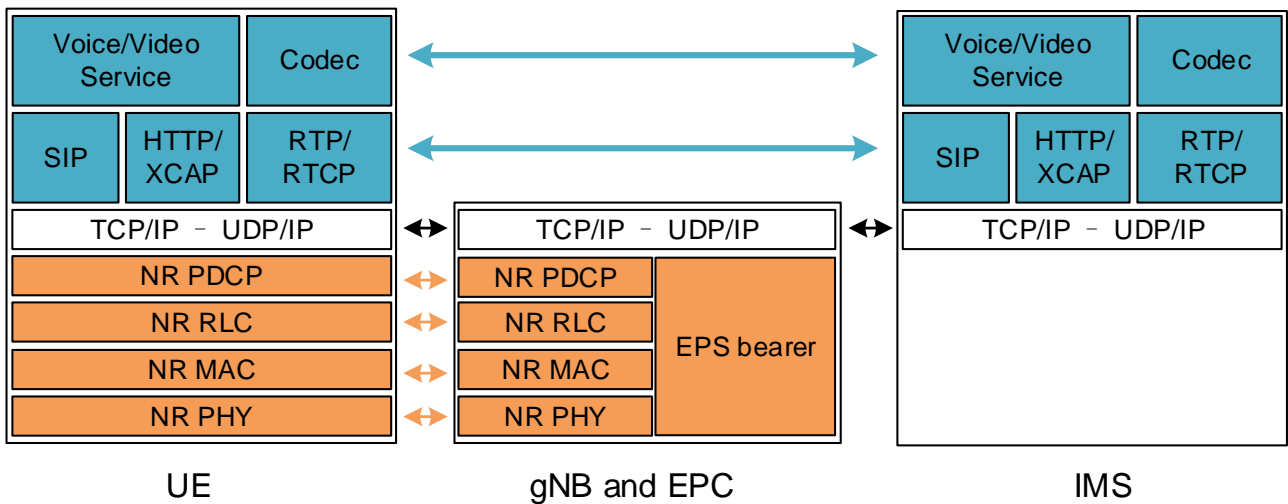 Voice/Video
Service
Codec
SIP
HTTP/
XCAP
RTP/
RTCP
TCP/IP – UDP/IP
NR PDCP
NR RLC
NR MAC
NR PHY
UE
TCP/IP – UDP/IP
NR PDCP
NR RLC
NR MAC
NR PHY
EPS bearer
gNB and EPC
Voice/Video
Service
Codec
SIP
HTTP/
XCAP
RTP/
RTCP
TCP/IP – UDP/IP
IMS